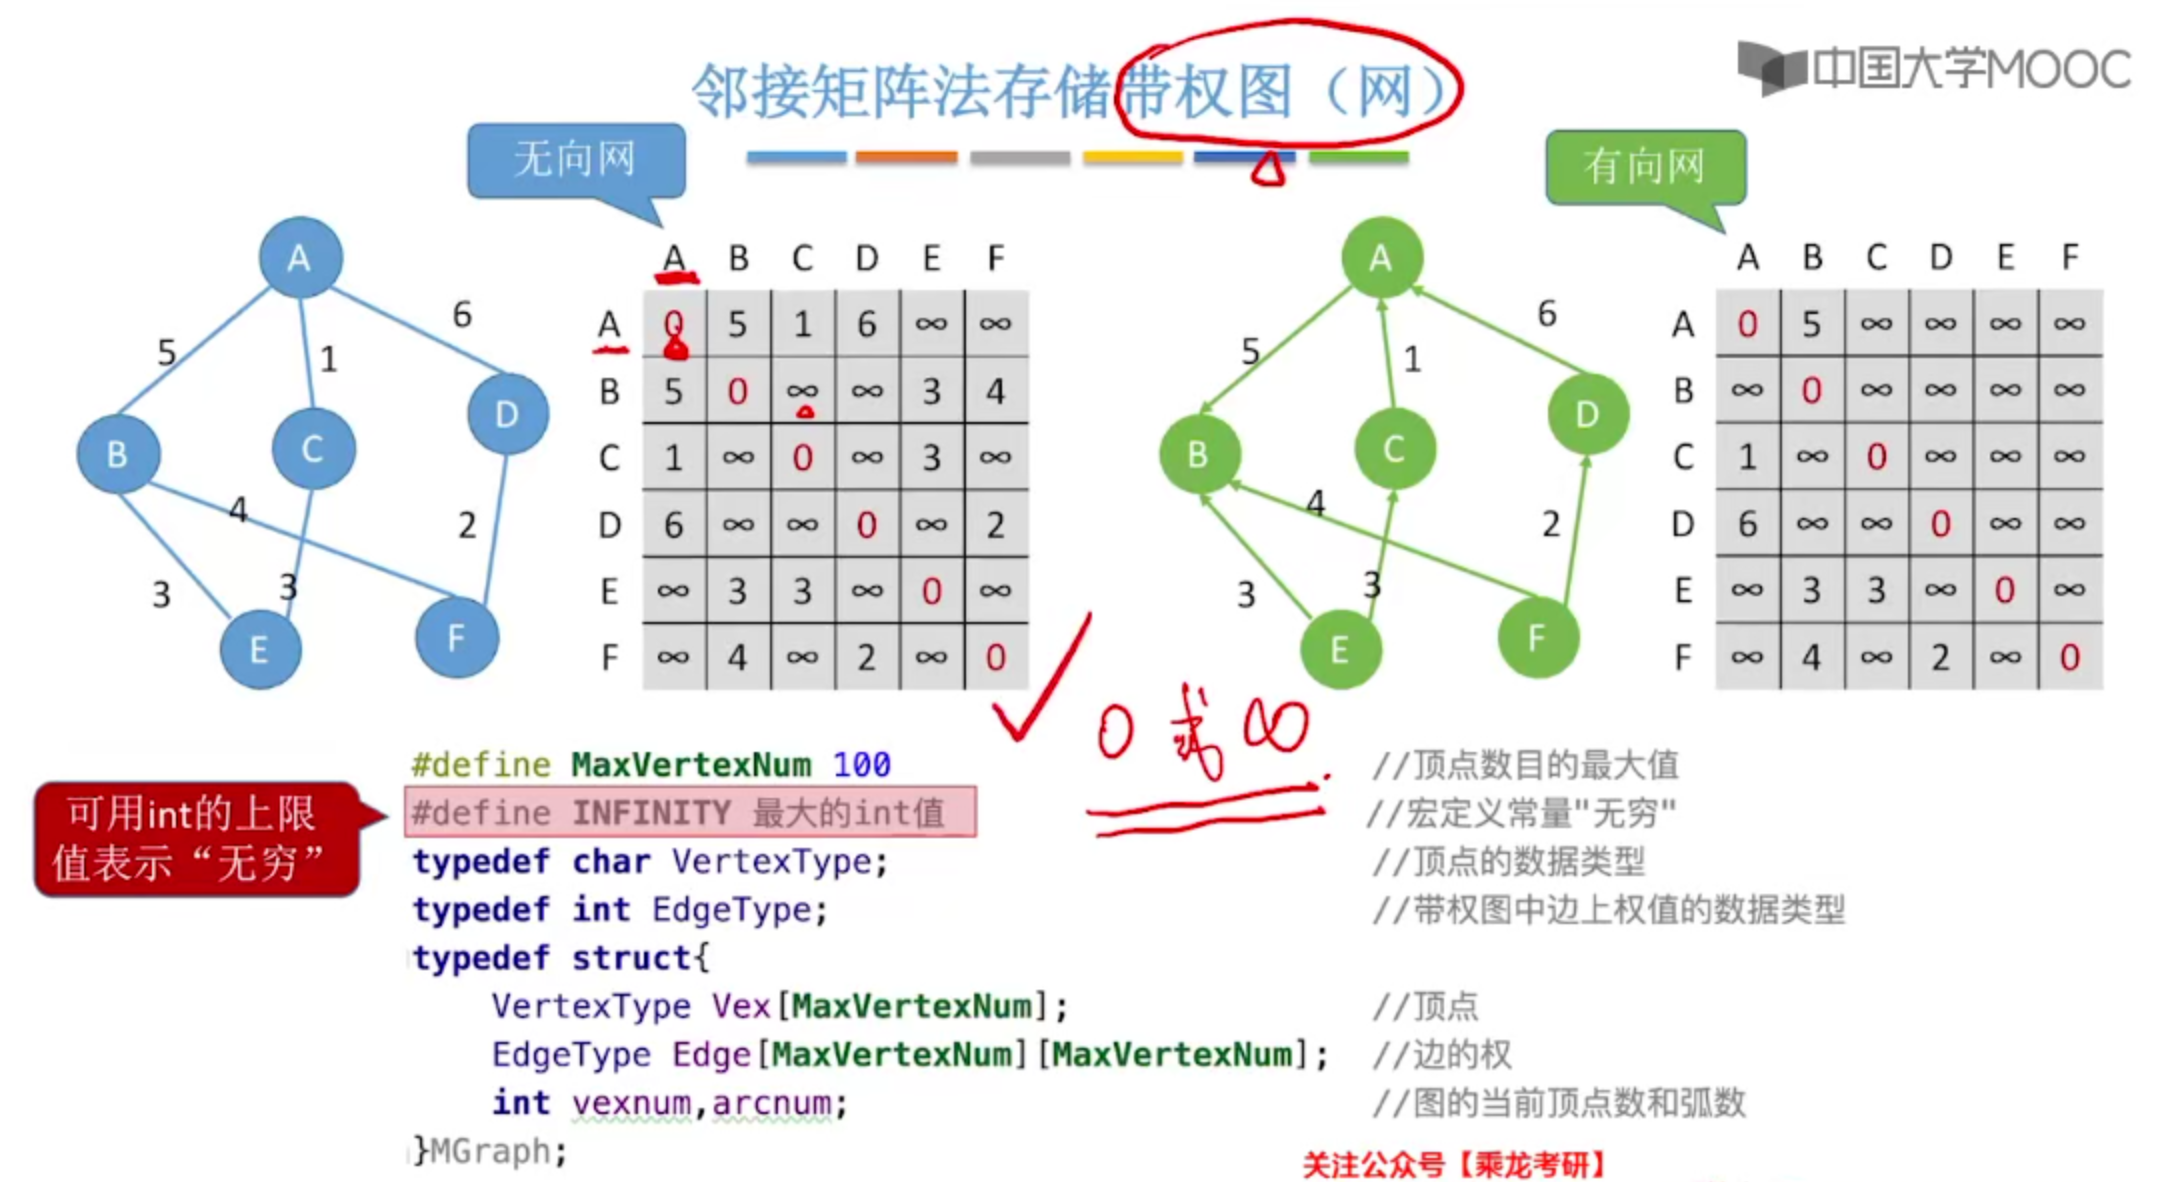 邻接矩阵法存储带权图（网）
中国大学MOOC
无向网
有向网
A
B
C
D
E
F
5
1
6
4
2
3
3
A B C D E F
A 0 5 1 6 ∞ ∞
B 5 0 ∞ ∞ 3 4
C 1 ∞ 0 ∞ 3 ∞
D 6 ∞ ∞ 0 ∞ 2
E ∞ 3 3 ∞ 0 ∞
F ∞ 4 ∞ 2 ∞ 0
A
B
C
D
E
F
5
1
6
4
2
3
3
A B C D E F
A 0 5 ∞ ∞ ∞ ∞
B ∞ 0 ∞ ∞ ∞ ∞
C 1 ∞ 0 ∞ ∞ ∞
D 6 ∞ ∞ 0 ∞ ∞
E ∞ 3 3 ∞ 0 ∞
F ∞ 4 ∞ 2 ∞ 0
0 或 ∞
可用int的上限
值表示“无穷”
#define MaxVertexNum 100 //顶点数目的最大值
#define INFINITY 最大的int值 //宏定义常量"无穷"
typedef char VertexType; //顶点的数据类型
typedef int EdgeType; //带权图中边上权值的数据类型
typedef struct{
VertexType Vex[MaxVertexNum]; //顶点
EdgeType Edge[MaxVertexNum][MaxVertexNum]; //边的权
int vexnum,arcnum; //图的当前顶点数和弧数
}MGraph;
关注公众号【乘龙考研】